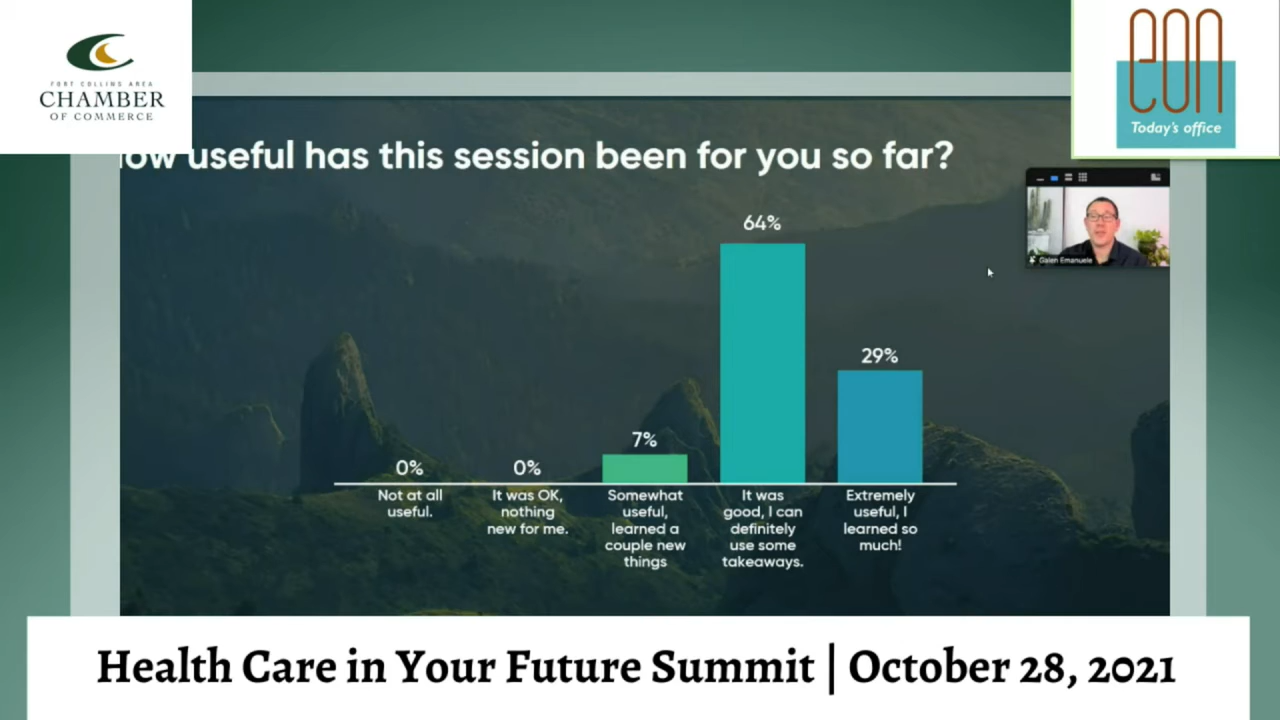 FORT COLLINS AREA
CHAMBER
OF COMMERCE
eon
Today's office
ow useful has this session been for you so far?
Galen Emanuele
64%
29%
7%
0%
0%
Not at all
useful.
It was OK,
nothing
new for me.
Somewhat
useful,
learned a
couple new
things
It was
good, I can
definitely
use some
takeaways.
Extremely
useful, I
learned so
much!
Health Care in Your Future Summit | October 28, 2021